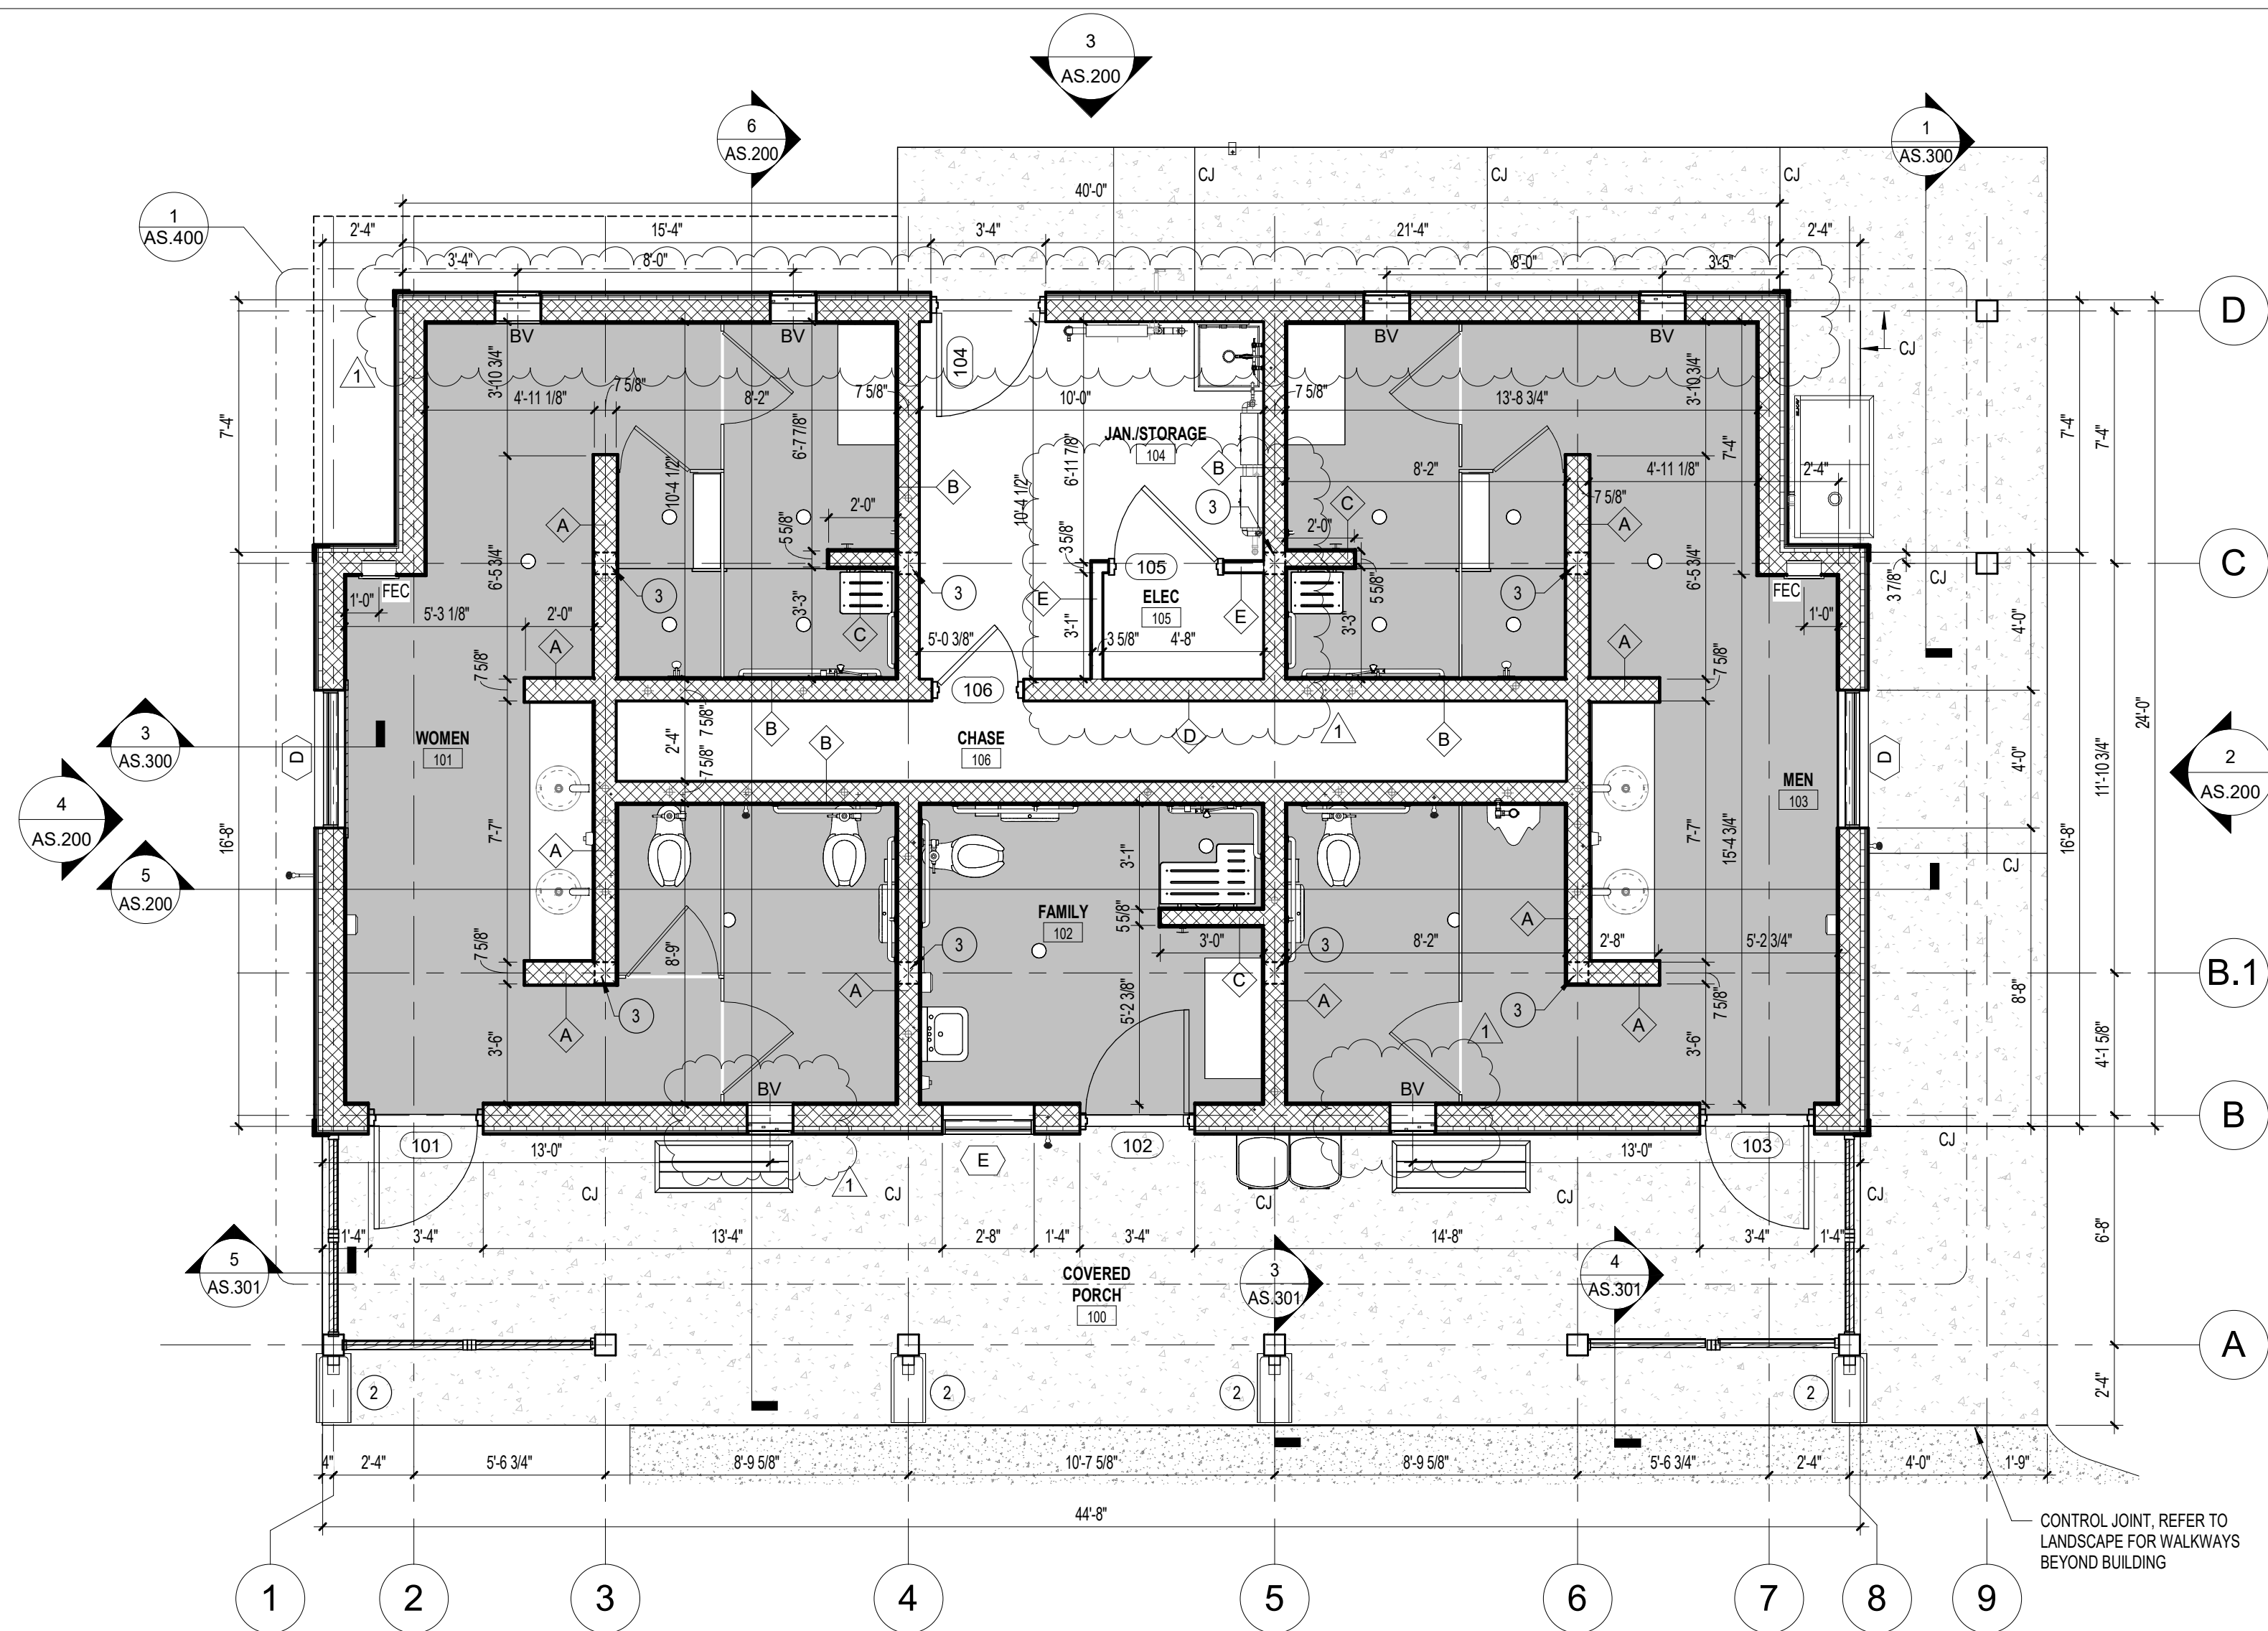 3
AS.200
6
AS.200
1
AS.300
1
AS.400
CJ
CJ
CJ
40'-0"
2'-4"
15'-4"
3'-4"
21'-4"
2'-4"
3'-4"
8'-0"
8'-0"
3'-5"
D
BV
BV
BV
BV
104
CJ
1
3'-10 3/4"
7 5/8"
4'-11 1/8"
8'-2"
7 5/8"
10'-0"
7 5/8"
13'-8 3/4"
3'-10 3/4"
7'-4"
7'-4"
7'-4"
6'-7 7/8"
6'-11 7/8"
JAN./STORAGE
104
7'-4"
10'-4 1/2"
10'-4 1/2"
B
B
8'-2"
4'-11 1/8"
2'-4"
7 5/8"
2'-0"
3
C
2'-0"
A
A
5 5/8"
6'-5 3/4"
3 5/8"
105
5 5/8"
6'-5 3/4"
C
FEC
FEC
CJ
3 7/8"
1'-0"
3
3
E
ELEC
105
E
3
1'-0"
5'-3 1/8"
2'-0"
3'-3"
C
3'-1"
3'-3"
4'-0"
A
5'-0 3/8"
3 5/8"
4'-8"
A
7 5/8"
7 5/8"
106
24'-0"
3
AS.300
WOMEN
101
D
2'-4"
7 5/8"
7 5/8"
B
B
CHASE
106
D
1
B
D
4'-0"
11'-10 3/4"
2
AS.200
MEN
103
4
AS.200
16'-8"
7'-7"
A
3'-1"
7'-7"
15'-4 3/4"
16'-8"
CJ
5
AS.200
FAMILY
102
5 5/8"
A
7 5/8"
8'-9"
3
3'-0"
3
8'-2"
2'-8"
5'-2 3/4"
B.1
A
C
A
8'-8"
3
5'-2 3/8"
3
7 5/8"
A
1
A
3'-6"
3'-6"
4'-1 5/8"
BV
BV
B
101
102
103
CJ
13'-0"
E
13'-0"
1
CJ
CJ
CJ
CJ
CJ
1'-4"
3'-4"
13'-4"
2'-8"
1'-4"
3'-4"
14'-8"
3'-4"
1'-4"
6'-8"
5
AS.301
COVERED
PORCH
100
3
AS.301
4
AS.301
A
2
2
2
2
2'-4"
4"
2'-4"
5'-6 3/4"
8'-9 5/8"
10'-7 5/8"
8'-9 5/8"
5'-6 3/4"
2'-4"
4'-0"
1'-9"
44'-8"
CONTROL JOINT, REFER TO
LANDSCAPE FOR WALKWAYS
BEYOND BUILDING
1
2
3
4
5
6
7
8
9